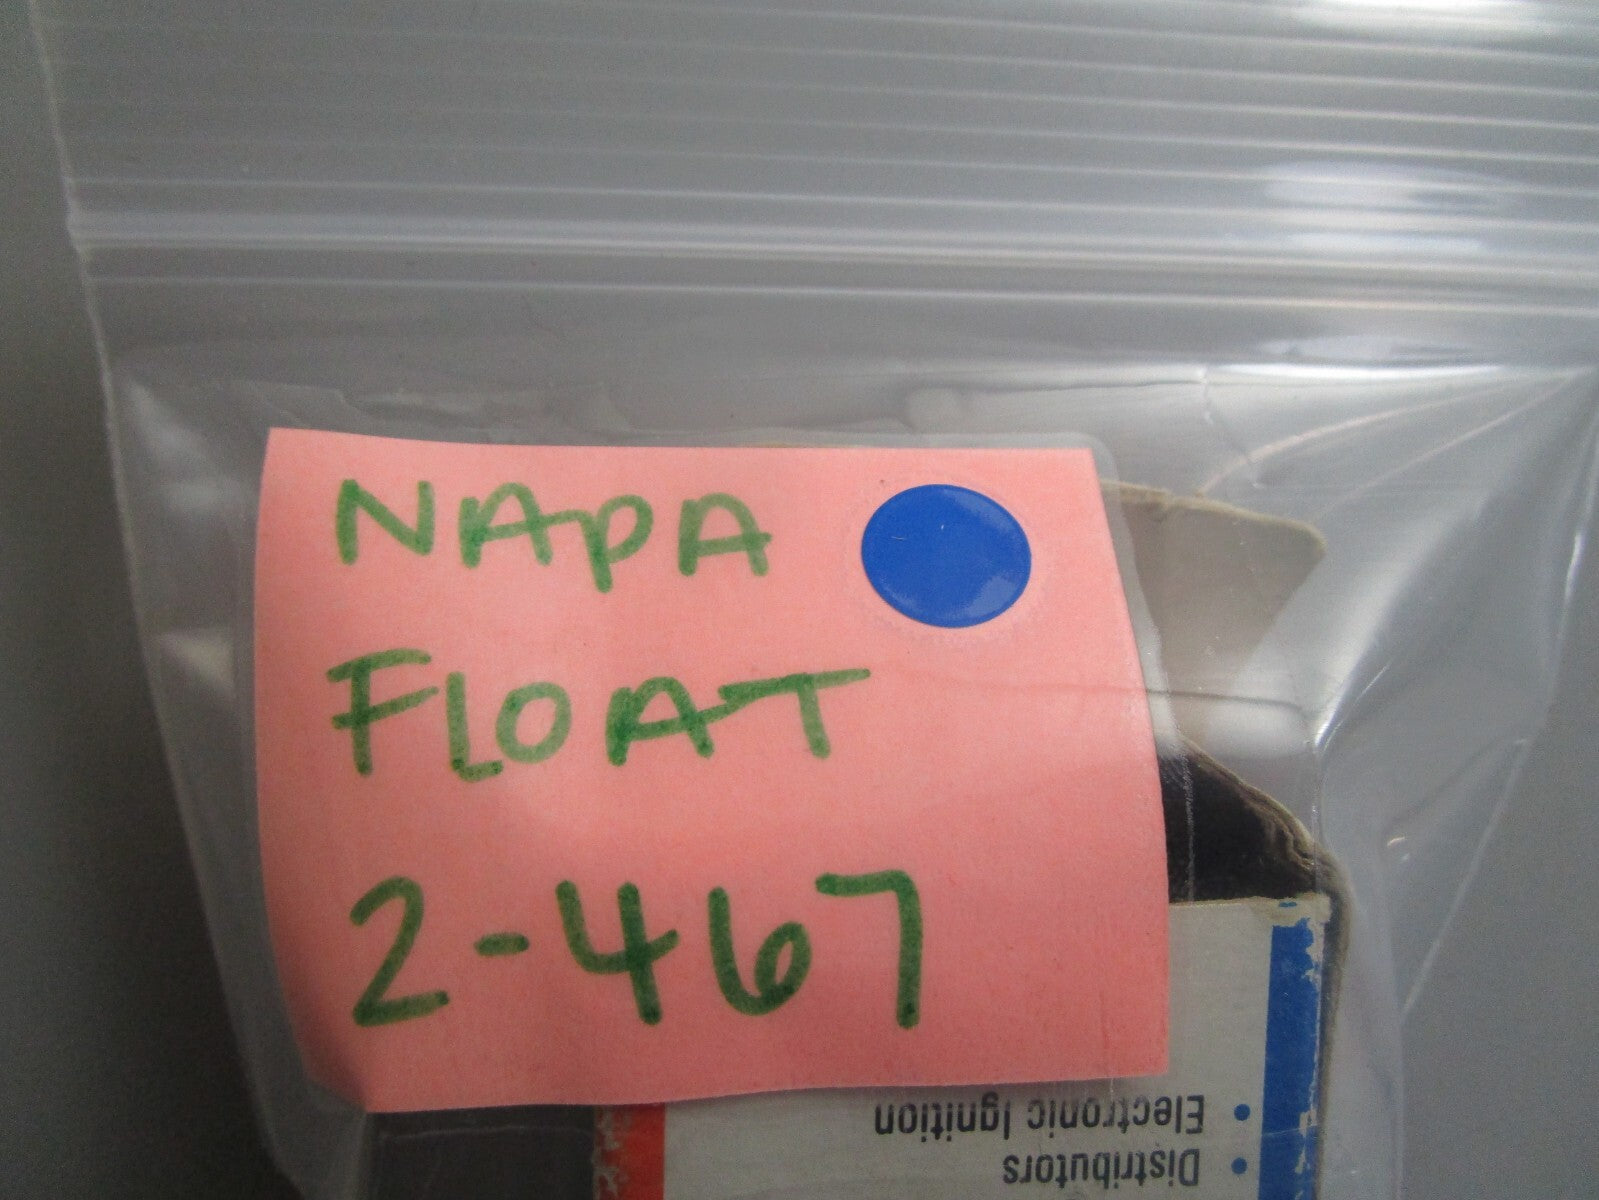 NAPA
FLOAT
2-467
• Electronic Ignition
• Distributors